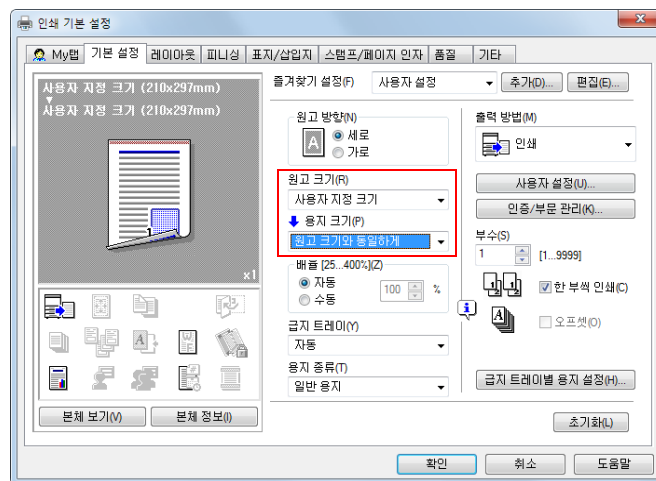 인쇄 기본 설정
My탭 기본 설정 레이아웃 피니싱 표지/삽입지 스탬프/페이지 인자 품질 기타
사용자 지정 크기 (210x297mm)
사용자 지정 크기 (210x297mm)
1
x1
본체 보기(V) 본체 정보(I)
즐겨찾기 설정(F) 사용자 설정 추가(D)... 편집(E)...
원고 방향(N)
A
세로
가로
원고 크기(R)
사용자 지정 크기
용지 크기(P)
원고 크기와 동일하게
배율 [25...400%](Z)
자동
수동
100 %
급지 트레이(Y)
자동
용지 종류(T)
일반 용지
출력 방법(M)
인쇄
사용자 설정(U)...
인증/부문 관리(K)...
부수(S)
1 [1...9999]
한 부씩 인쇄(C)
오프셋(O)
급지 트레이별 용지 설정(H)...
초기화(L)
확인 취소 도움말